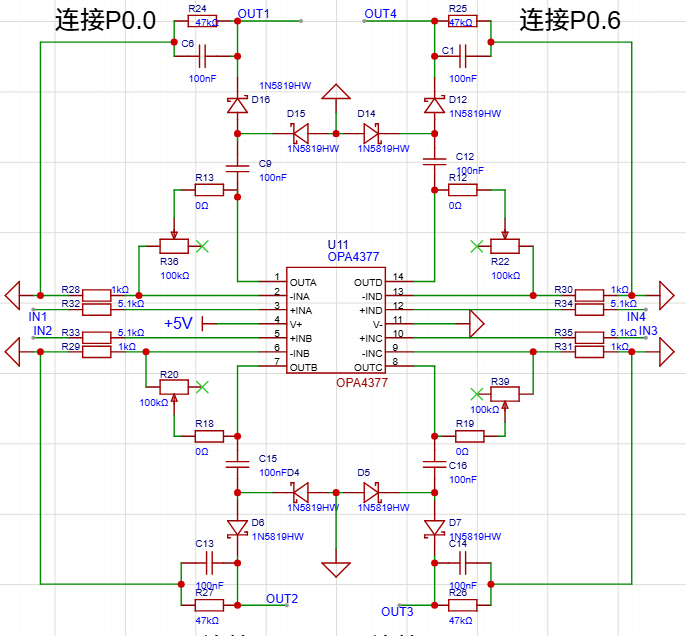 连接P0.0
连接P0.6
R24
47kΩ
OUT1
OUT4
R25
47kΩ
C6
100nF
C1
100nF
1N5819HW
D16
D15
1N5819HW
D14
1N5819HW
D12
1N5819HW
C9
100nF
C12
100nF
R13
0Ω
R12
0Ω
R36
100kΩ
R22
100kΩ
U11
OPA4377
1 OUTA
OUTD 14
2 -INA
-IND 13
3 +INA
+IND 12
4 V+
V- 11
5 +INB
+INC 10
6 -INB
-INC 9
7 OUTB
OUTC 8
OPA4377
R28 1kΩ
R32 5.1kΩ
IN1
IN2
+5V
R33 5.1kΩ
R29 1kΩ
R30 1kΩ
R34 5.1kΩ
IN4
IN3
R35 5.1kΩ
R31 1kΩ
R20
100kΩ
R39
100kΩ
R18
0Ω
R19
0Ω
C15
100nF
D4
1N5819HW
D5
1N5819HW
C16
100nF
D6
1N5819HW
D7
1N5819HW
C13
100nF
C14
100nF
R27
47kΩ
OUT2
OUT3
R26
47kΩ